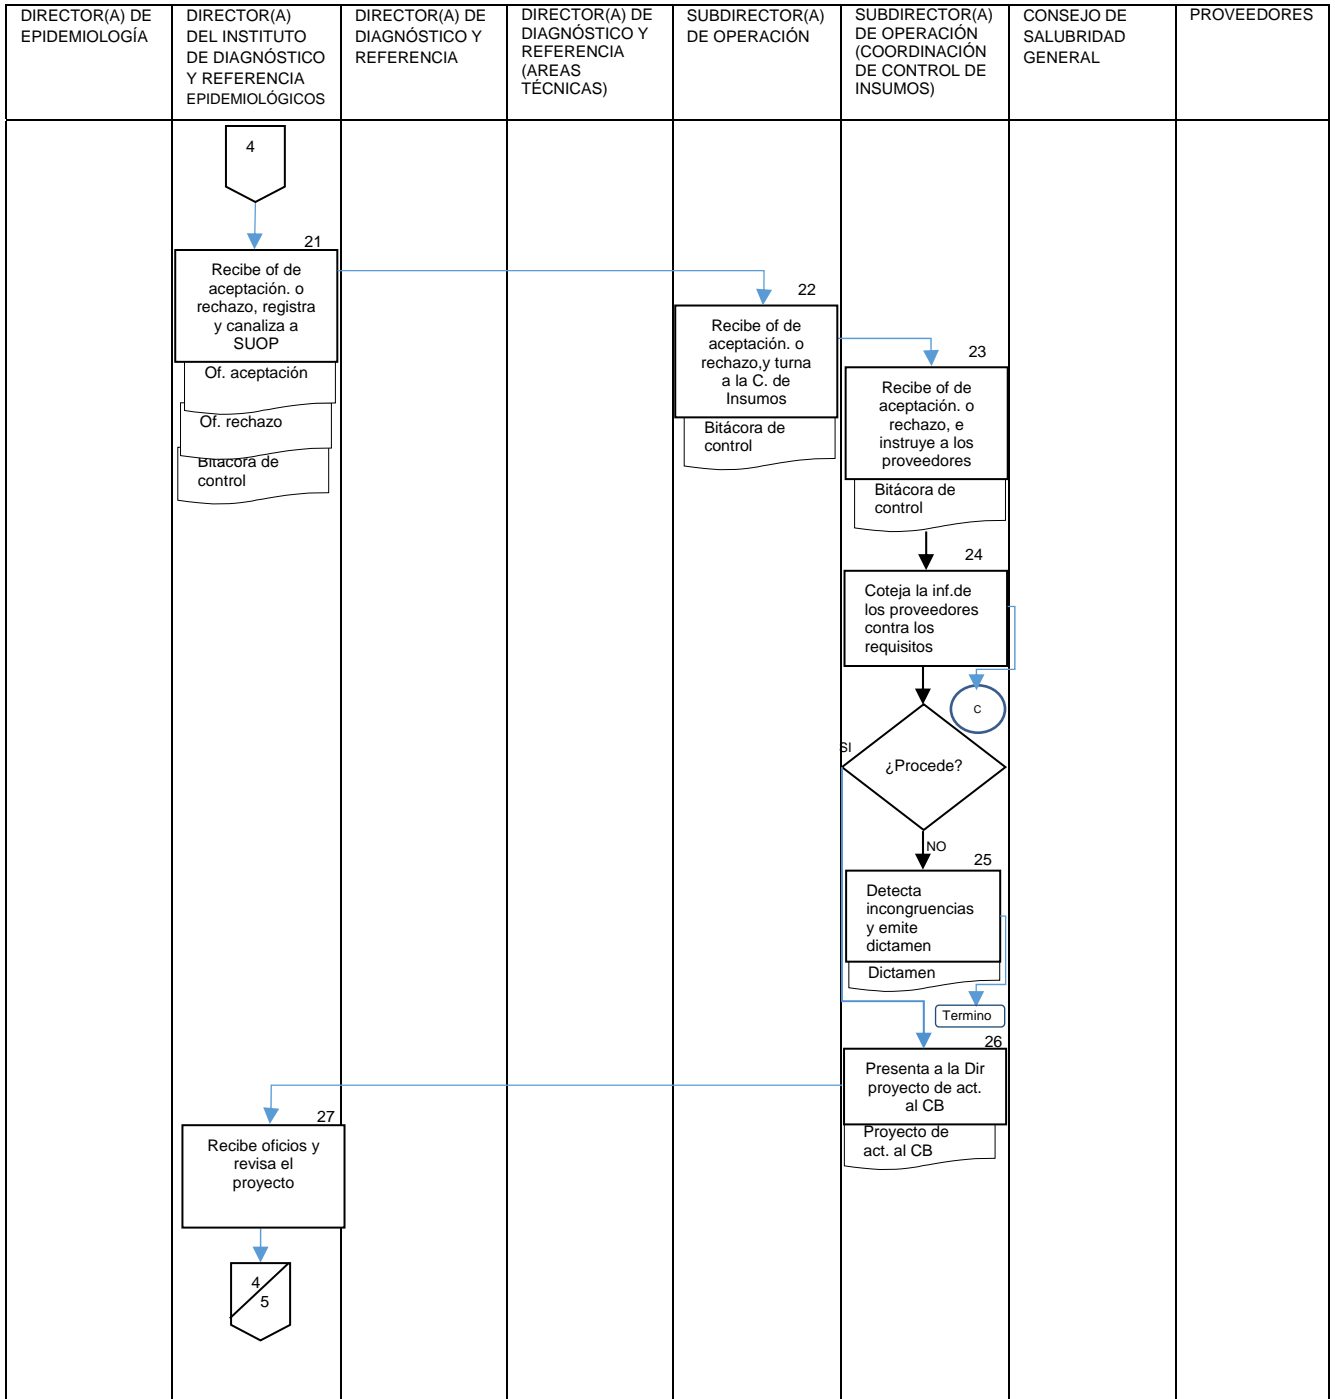 DIRECTOR(A) DE
EPIDEMIOLOGÍA
DIRECTOR(A)
DEL INSTITUTO
DE DIAGNÓSTICO
Y REFERENCIA
EPIDEMIOLÓGICOS
DIRECTOR(A) DE
DIAGNÓSTICO Y
REFERENCIA
DIRECTOR(A) DE
DIAGNÓSTICO Y
REFERENCIA
(AREAS
TÉCNICAS)
SUBDIRECTOR(A)
DE OPERACIÓN
SUBDIRECTOR(A)
DE OPERACIÓN
(COORDINACIÓN
DE CONTROL DE
INSUMOS)
CONSEJO DE
SALUBRIDAD
GENERAL
PROVEEDORES
4
21
Recibe of de
aceptación. o
rechazo, registra
y canaliza a
SUOP
Of. aceptación
Of. rechazo
Bitácora de
control
22
Recibe of de
aceptación. o
rechazo,y turna
a la C. de
Insumos
Bitácora de
control
23
Recibe of de
aceptación. o
rechazo, e
instruye a los
proveedores
Bitácora de
control
24
Coteja la inf.de
los proveedores
contra los
requisitos
C
SI
¿Procede?
NO
25
Detecta
incongruencias
y emite
dictamen
Dictamen
Termino
26
Presenta a la Dir
proyecto de act.
al CB
Proyecto de
act. al CB
27
Recibe oficios y
revisa el
proyecto
4
5